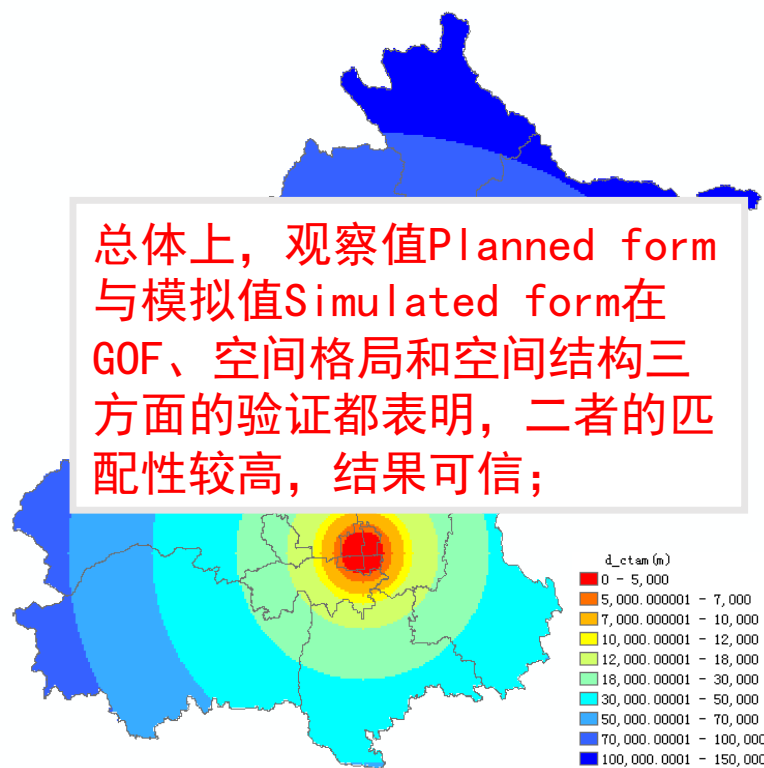 总体上，观察值Planned form
与模拟值Simulated form在
GOF、空间格局和空间结构三
方面的验证都表明，二者的匹
配性较高，结果可信；
d_ctam(m)
0 - 5,000
5,000.000001 - 7,000
7,000.000001 - 10,000
10,000.00001 - 12,000
12,000.00001 - 18,000
18,000.00001 - 30,000
30,000.00001 - 50,000
50,000.00001 - 70,000
70,000.00001 - 100,000
100,000.0001 - 150,000